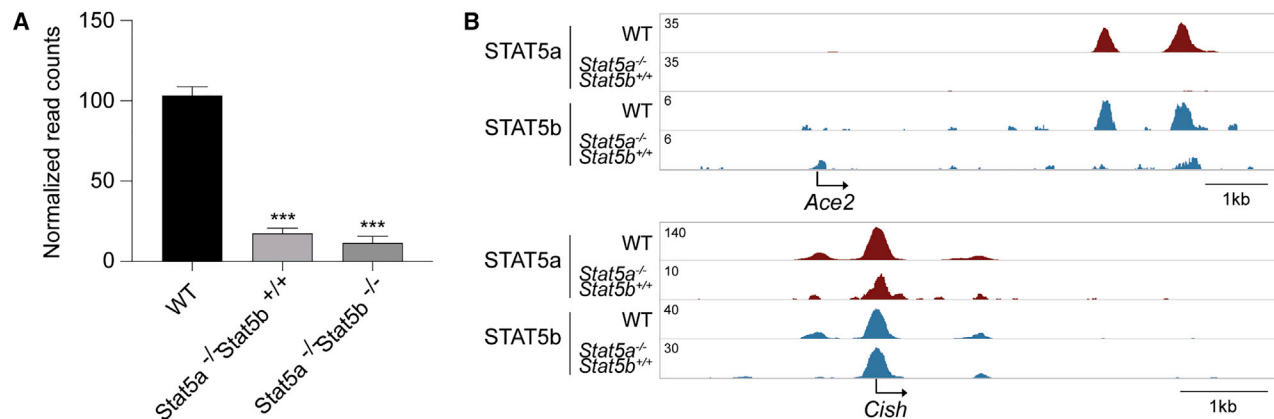 A
Normalized read counts
150
100
50
0
***
***
WT
Stat5a -/-Stat5b +/+
Stat5a -/-Stat5b -/-
B
STAT5a
WT
35
Stat5a-/-
Stat5b+/+
35
STAT5b
WT
6
Stat5a-/-
Stat5b+/+
6
Ace2
1kb
STAT5a
WT
140
Stat5a-/-
Stat5b+/+
10
STAT5b
WT
40
Stat5a-/-
Stat5b+/+
30
Cish
1kb